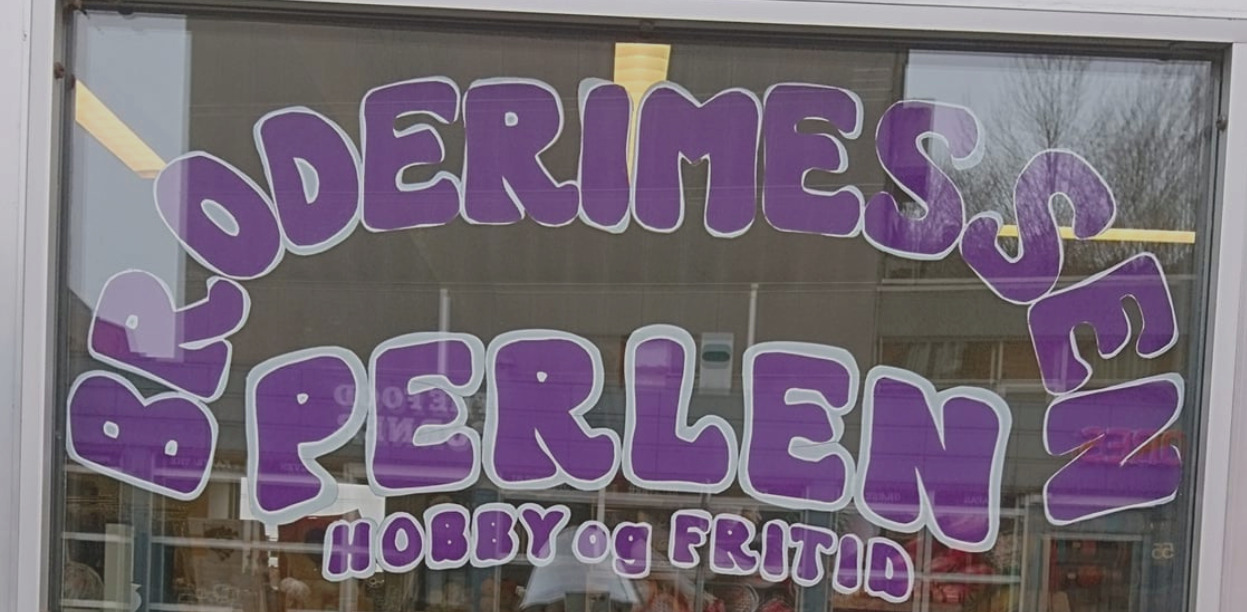 BRODERIMESSEN
PERLEN
HOBBY og FRITID